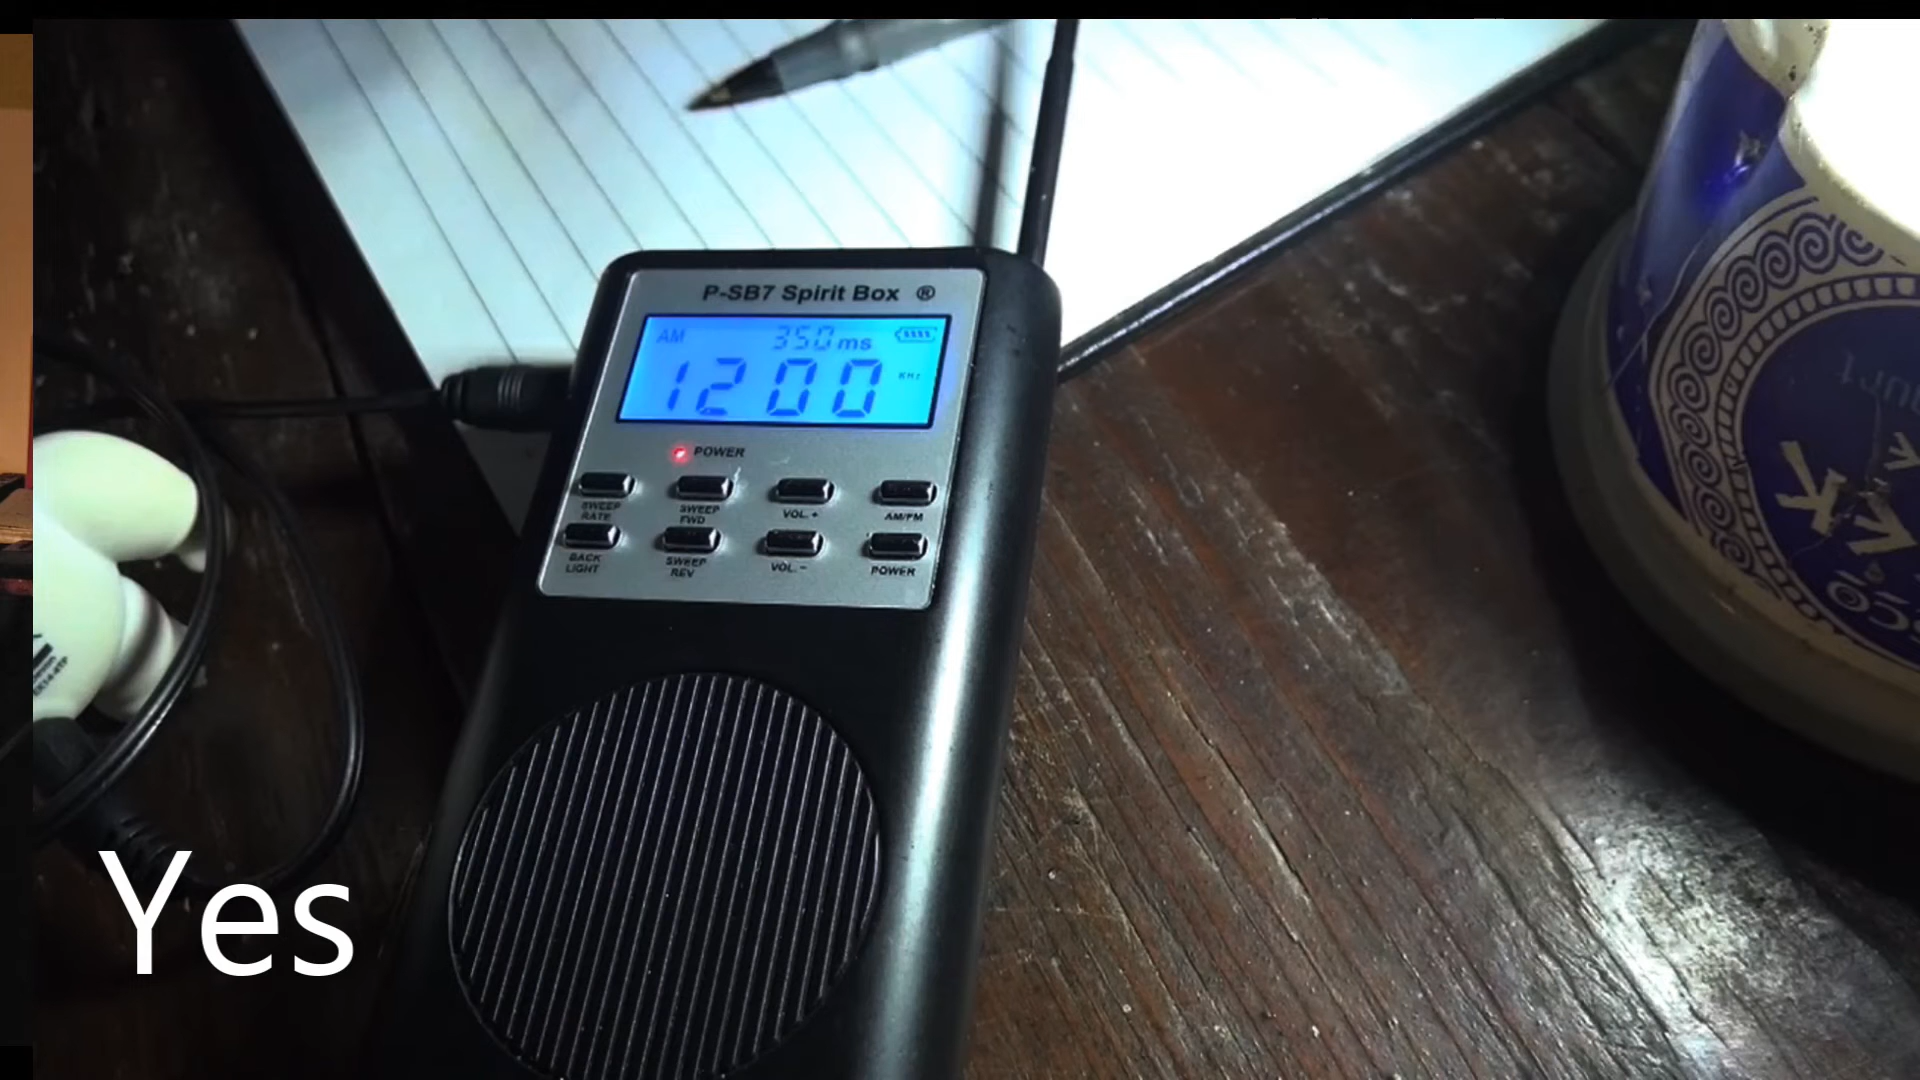 P-SB7 Spirit Box ®
AM 350 ms
1200 KHz
POWER
SWEEP RATE
SWEEP FWD
VOL. +
AM/FM
BACK LIGHT
SWEEP REV
VOL. -
POWER
Yes